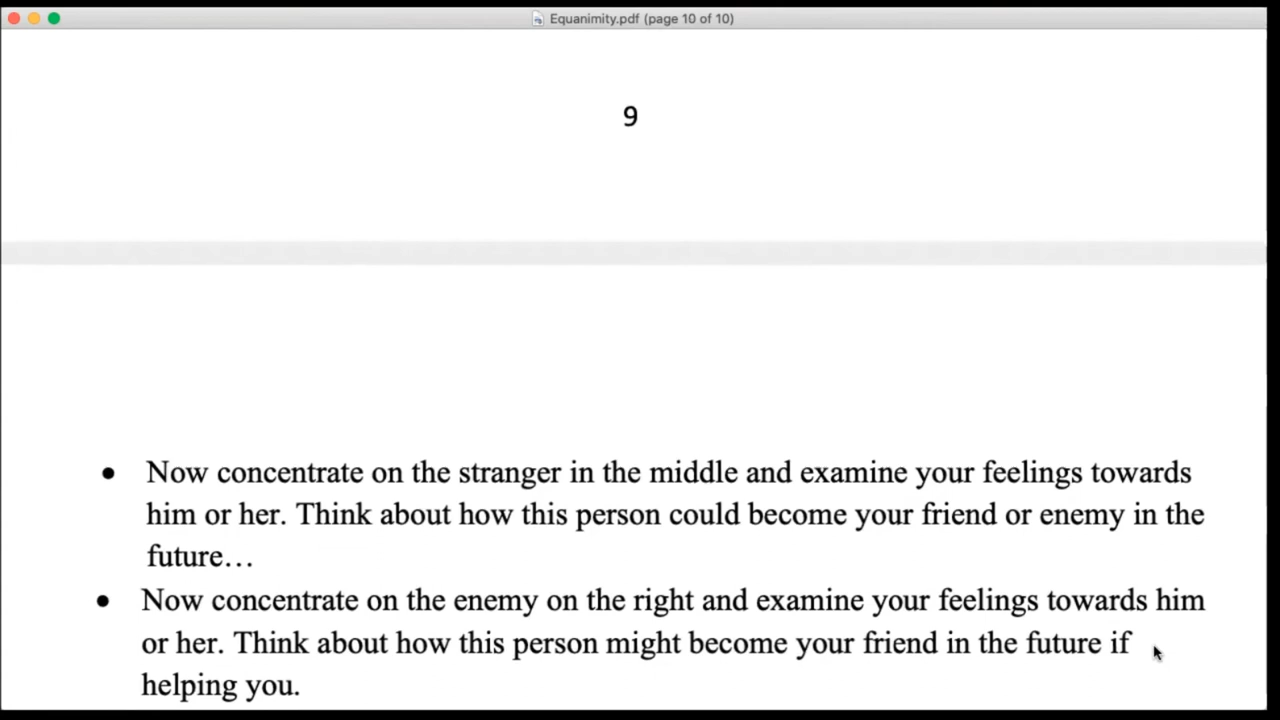 Equanimity.pdf (page 10 of 10)
9
• Now concentrate on the stranger in the middle and examine your feelings towards
him or her. Think about how this person could become your friend or enemy in the
future…
• Now concentrate on the enemy on the right and examine your feelings towards him
or her. Think about how this person might become your friend in the future if
helping you.